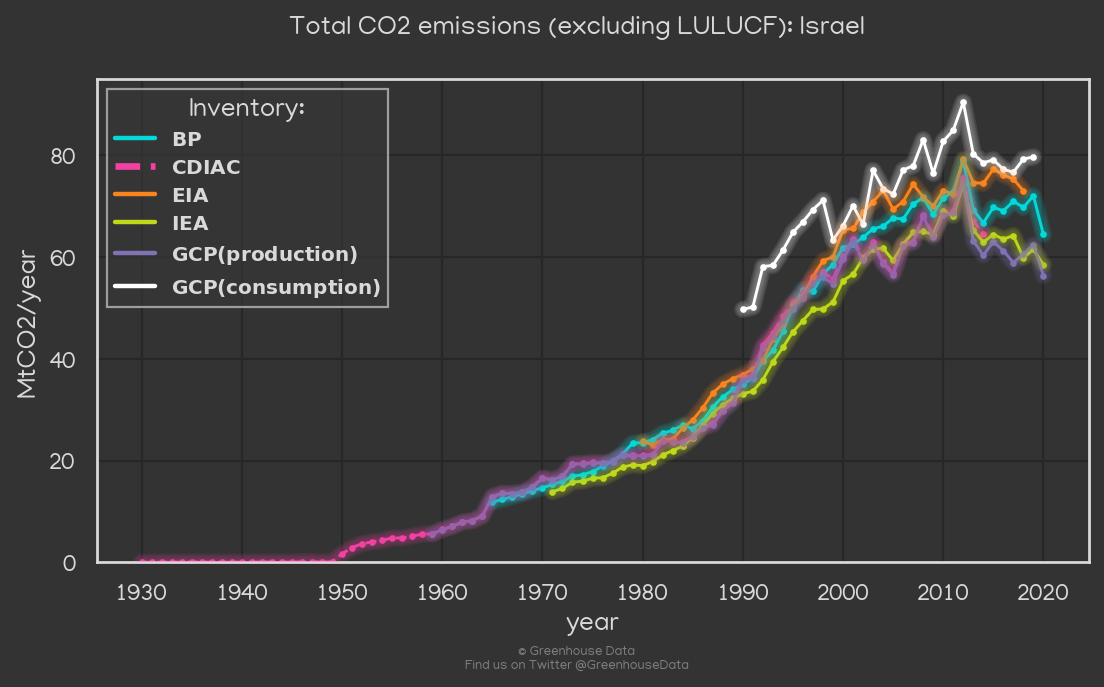 Total CO2 emissions (excluding LULUCF): Israel
Inventory:
BP
CDIAC
EIA
IEA
GCP(production)
GCP(consumption)
MtCO2/year
80
60
40
20
0
1930 1940 1950 1960 1970 1980 1990 2000 2010 2020
year
© Greenhouse Data
Find us on Twitter @GreenhouseData